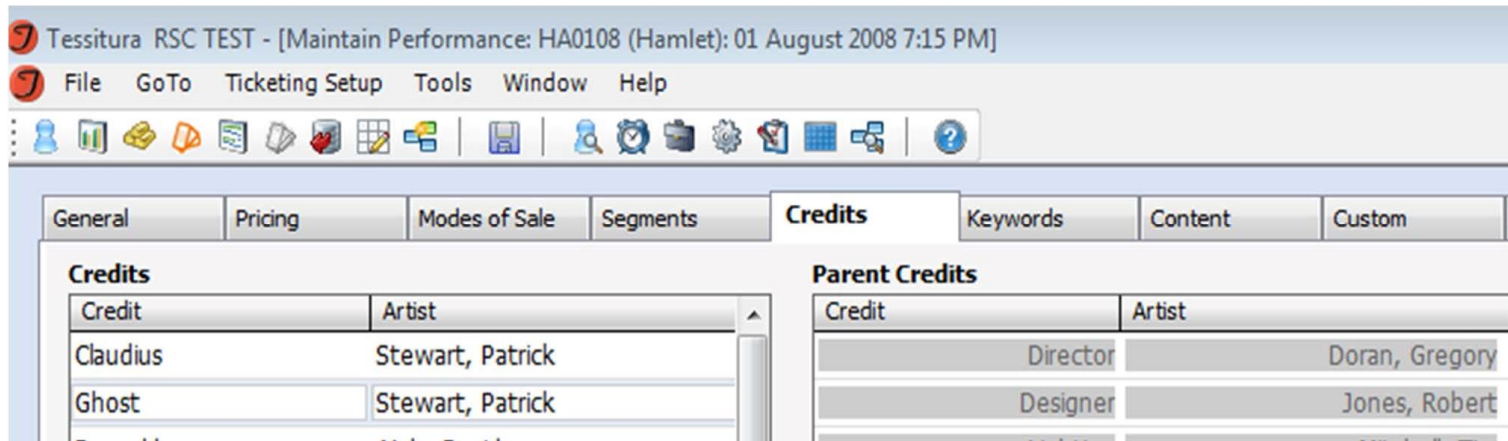 Tessitura RSC TEST - [Maintain Performance: HA0108 (Hamlet): 01 August 2008 7:15 PM]
File GoTo Ticketing Setup Tools Window Help
General Pricing Modes of Sale Segments Credits Keywords Content Custom
Credits Parent Credits
Credit Artist Credit Artist
Claudius Stewart, Patrick Director Doran, Gregory
Ghost Stewart, Patrick Designer Jones, Robert